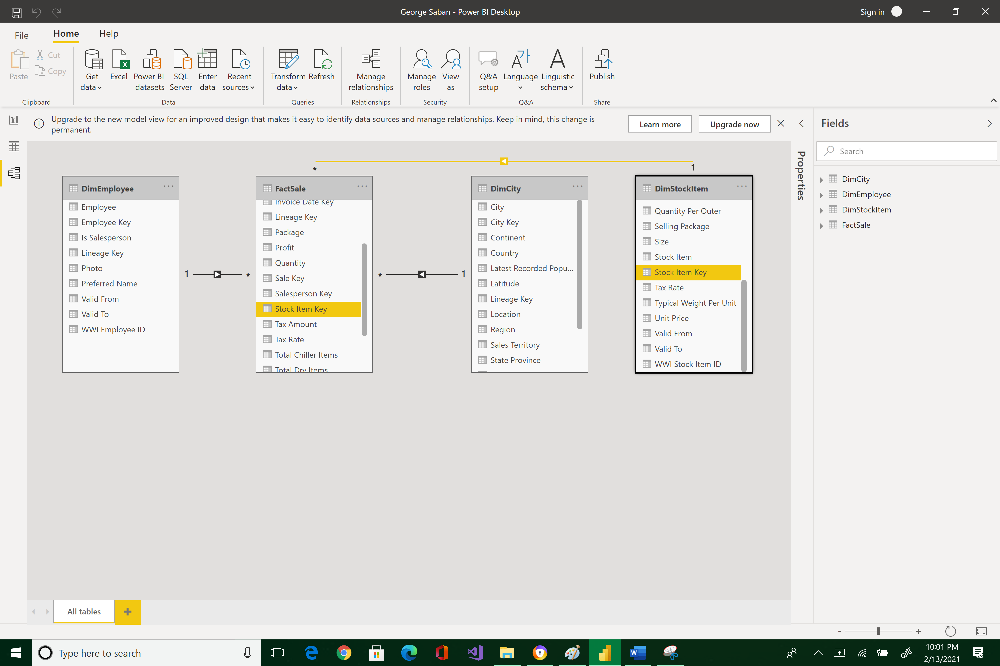 George Saban - Power BI Desktop
Sign in
File
Home
Help
Paste
Cut
Copy
Clipboard
Get data
Excel
Power BI datasets
SQL Server
Enter data
Recent sources
Data
Transform data
Refresh
Queries
Manage relationships
Relationships
Manage roles
View as
Security
Q&A setup
Language
Linguistic schema
Q&A
Publish
Share
Upgrade to the new model view for an improved design that makes it easy to identify data sources and manage relationships. Keep in mind, this change is
permanent.
Learn more
Upgrade now
Properties
Fields
Search
DimCity
DimEmployee
DimStockItem
FactSale
*
1
DimEmployee
Employee
Employee Key
Is Salesperson
Lineage Key
Photo
Preferred Name
Valid From
Valid To
WWI Employee ID
1
*
FactSale
Invoice Date Key
Lineage Key
Package
Profit
Quantity
Sale Key
Salesperson Key
Stock Item Key
Tax Amount
Tax Rate
Total Chiller Items
Total Dry Items
*
1
DimCity
City
City Key
Continent
Country
Latest Recorded Popu...
Latitude
Lineage Key
Location
Region
Sales Territory
State Province
DimStockItem
Quantity Per Outer
Selling Package
Size
Stock Item
Stock Item Key
Tax Rate
Typical Weight Per Unit
Unit Price
Valid From
Valid To
WWI Stock Item ID
All tables
+
- +
Type here to search
10:01 PM
2/13/2021